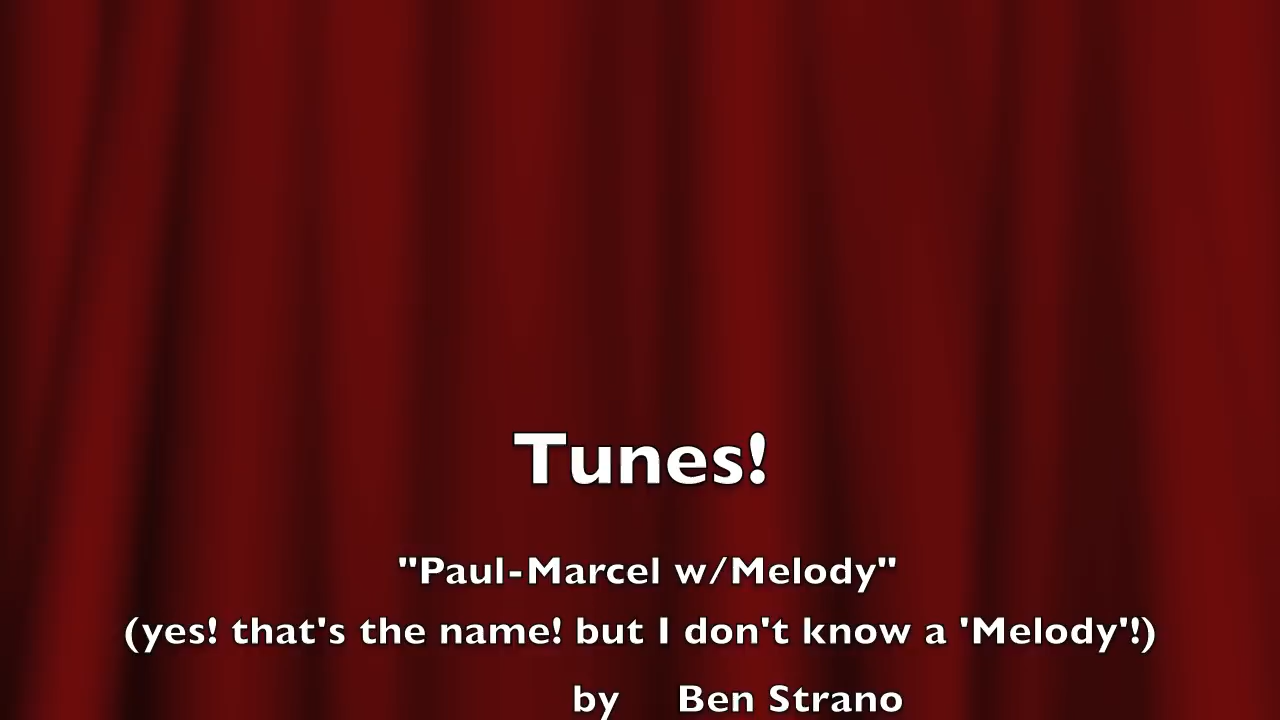 Tunes!
"Paul-Marcel w/Melody"
(yes! that's the name! but I don't know a 'Melody'!)
by Ben Strano